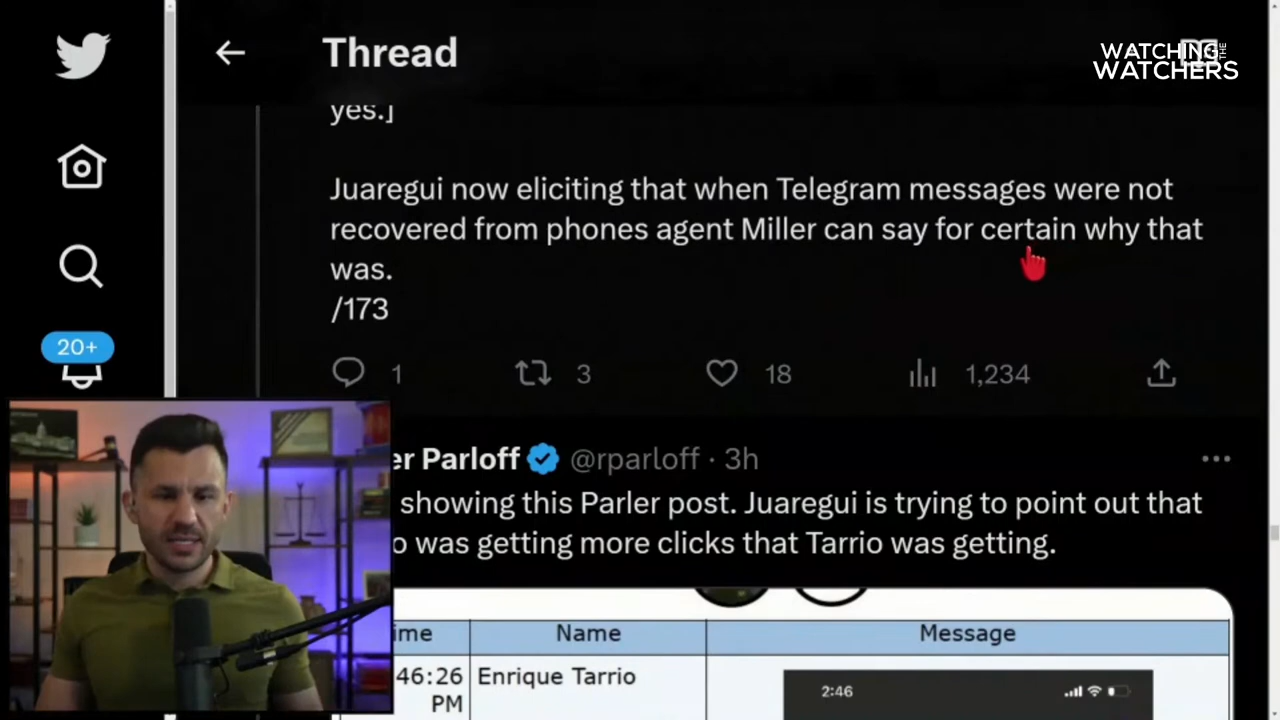 Thread
WATCHING THE
WATCHERS
yes.]
Juaregui now eliciting that when Telegram messages were not
recovered from phones agent Miller can say for certain why that
was.
/173
20+
1
3
18
1,234
er Parloff @rparloff · 3h
showing this Parler post. Juaregui is trying to point out that
o was getting more clicks that Tarrio was getting.
ime Name Message
46:26 Enrique Tarrio
PM
2:46